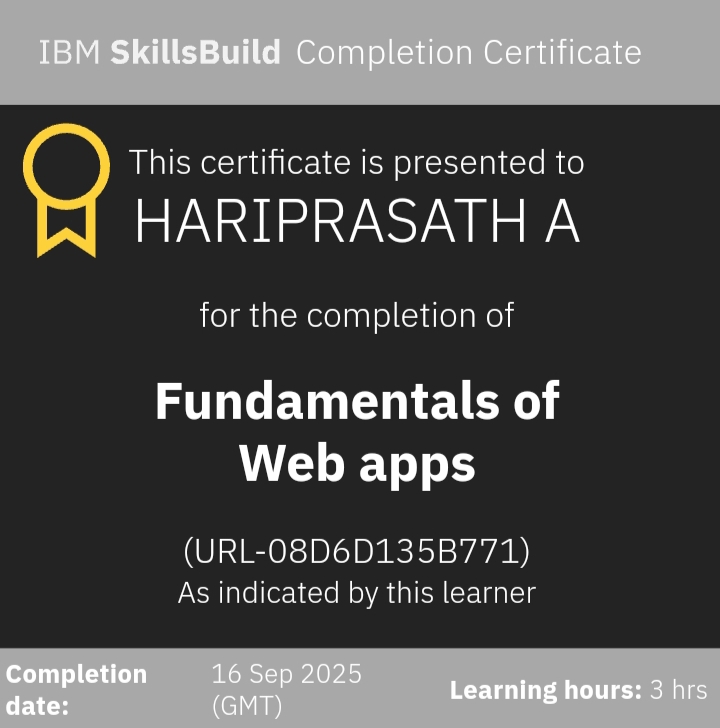 IBM SkillsBuild Completion Certificate
This certificate is presented to
HARIPRASATH A
for the completion of
Fundamentals of
Web apps
(URL-08D6D135B771)
As indicated by this learner
Completion
date:
16 Sep 2025
(GMT)
Learning hours: 3 hrs